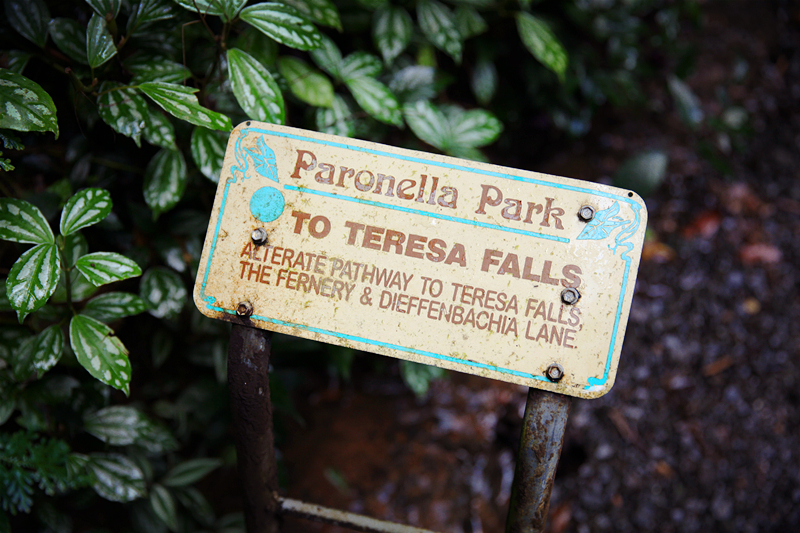 Paronella Park
TO TERESA FALLS
ALTERATE PATHWAY TO TERESA FALLS,
THE FERNERY & DIEFFENBACHIA LANE.